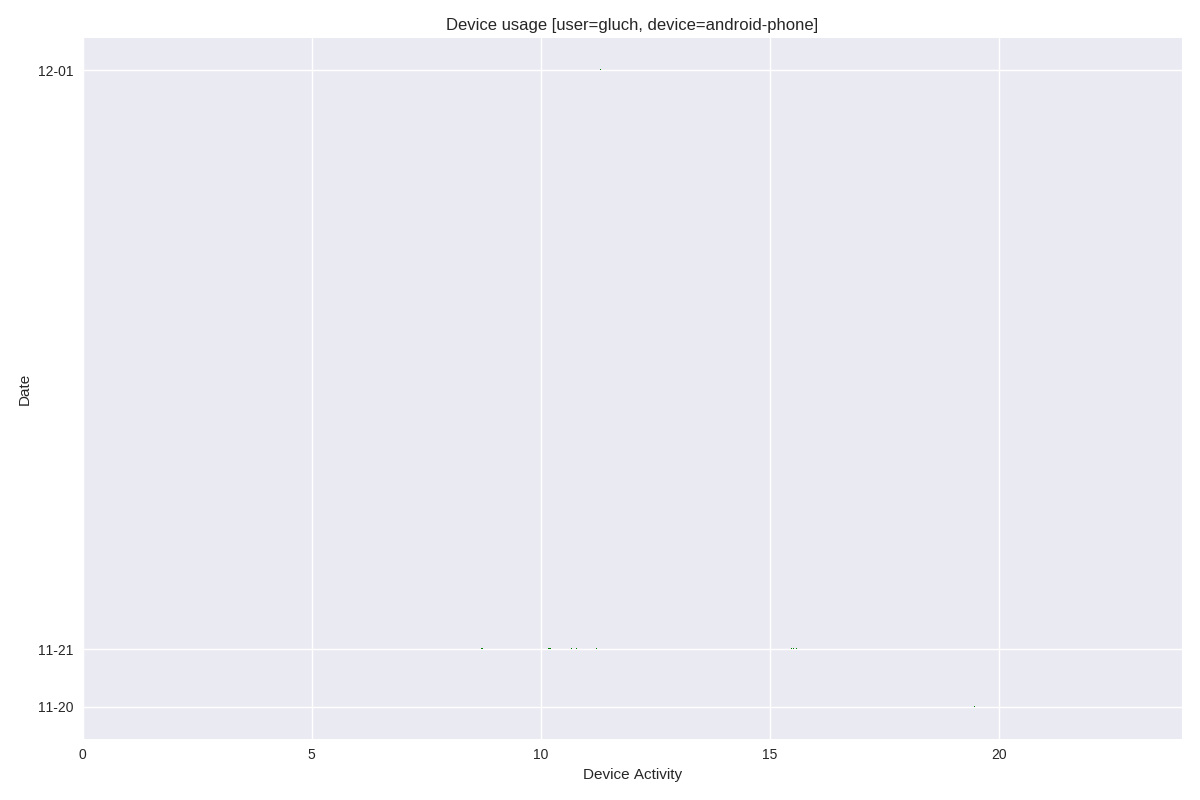 Device usage [user=gluch, device=android-phone]
12-01
Date
11-21
11-20
0 5 10 15 20
Device Activity